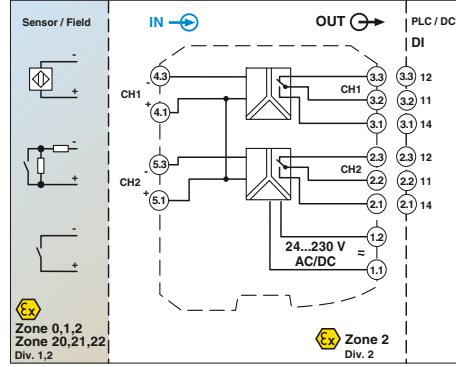 Sensor / Field
IN
OUT
PLC / DC
DI
-
+
-
+
-
+
4.3
-
CH1
+
4.1
5.3
-
CH2
+
5.1
3.3
CH1
3.2
3.1
2.3
CH2
2.2
2.1
1.2
24...230 V
AC/DC
≈
1.1
3.3 12
3.2 11
3.1 14
2.3 12
2.2 11
2.1 14
Ex
Zone 0,1,2
Zone 20,21,22
Div. 1,2
Ex Zone 2
Div. 2